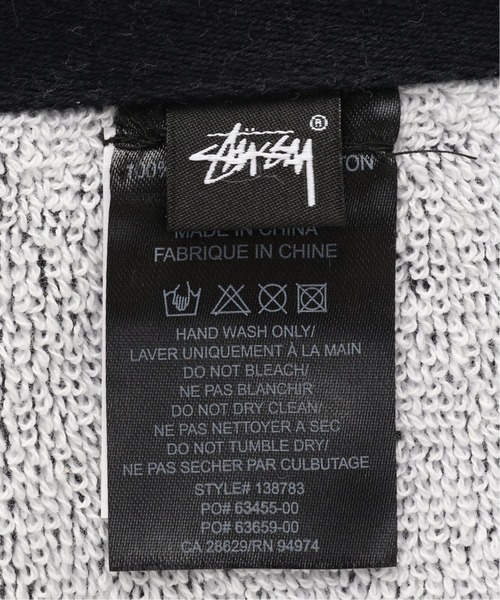 STÜSSY ®
100% TON
MADE IN CHINA
FABRIQUE IN CHINE
HAND WASH ONLY/
LAVER UNIQUEMENT À LA MAIN
DO NOT BLEACH/
NE PAS BLANCHIR
DO NOT DRY CLEAN/
NE PAS NETTOYER A SEC
DO NOT TUMBLE DRY/
NE PAS SECHER PAR CULBUTAGE
STYLE# 138783
PO# 63455-00
PO# 63659-00
CA 28629/RN 94974